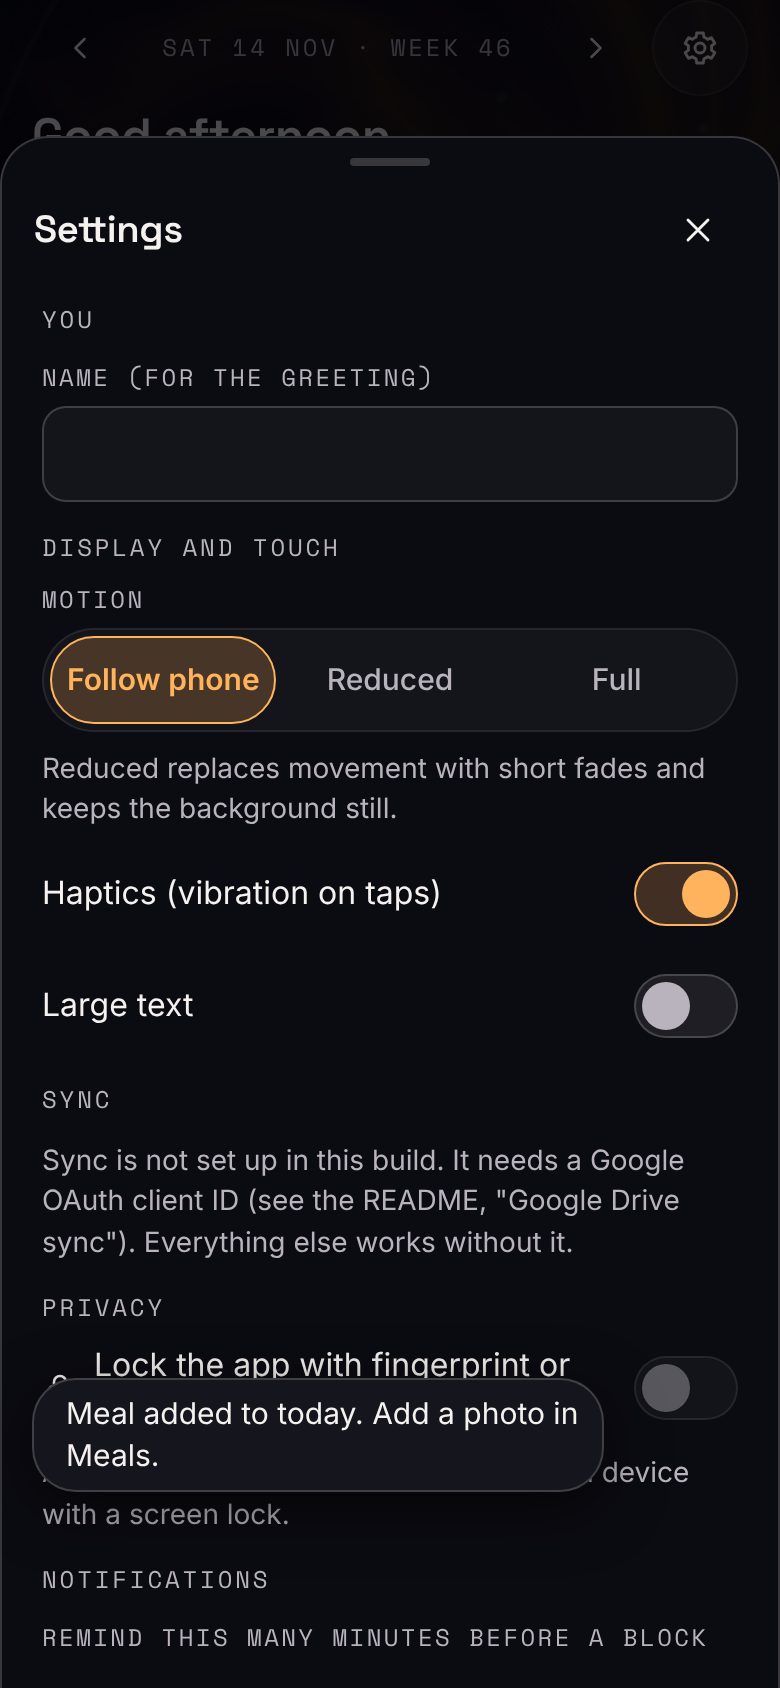 SAT 14 NOV · WEEK 46
Good afternoon
Settings
YOU
NAME (FOR THE GREETING)
DISPLAY AND TOUCH
MOTION
Follow phone
Reduced
Full
Reduced replaces movement with short fades and
keeps the background still.
Haptics (vibration on taps)
Large text
SYNC
Sync is not set up in this build. It needs a Google
OAuth client ID (see the README, "Google Drive
sync"). Everything else works without it.
PRIVACY
Lock the app with fingerprint or
Meal added to today. Add a photo in
Meals.
device
with a screen lock.
NOTIFICATIONS
REMIND THIS MANY MINUTES BEFORE A BLOCK